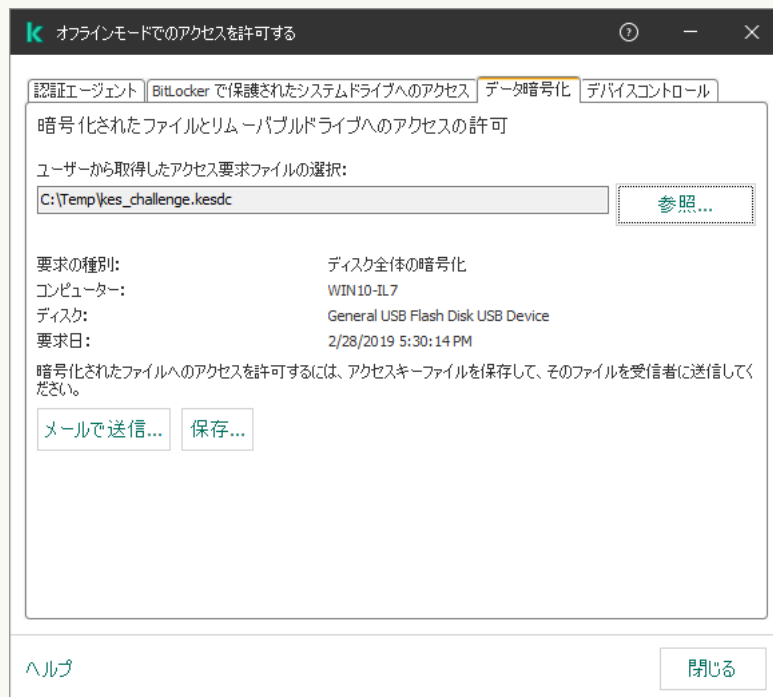 オフラインモードでのアクセスを許可する
認証エージェント BitLocker で保護されたシステムドライブへのアクセス データ暗号化 デバイスコントロール
暗号化されたファイルとリムーバブルドライブへのアクセスの許可
ユーザーから取得したアクセス要求ファイルの選択:
C:\Temp\kes_challenge.kesdc 参照...
要求の種別: ディスク全体の暗号化
コンピューター: WIN10-IL7
ディスク: General USB Flash Disk USB Device
要求日: 2/28/2019 5:30:14 PM
暗号化されたファイルへのアクセスを許可するには、アクセスキーファイルを保存して、そのファイルを受信者に送信してく
ださい。
メールで送信... 保存...
ヘルプ 閉じる